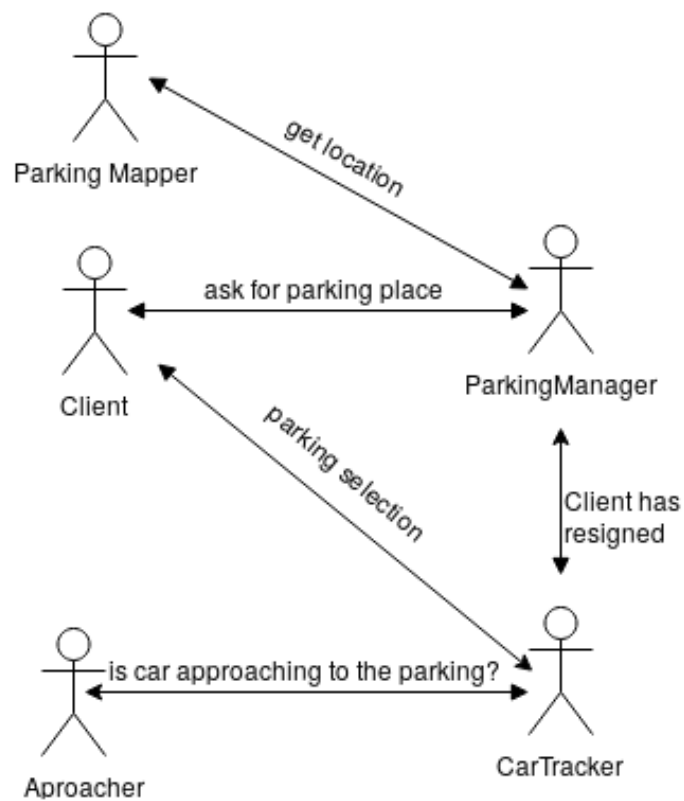 Parking Mapper
get location
ask for parking place
Client
ParkingManager
parking selection
Client has
resigned
is car approaching to the parking?
Aproacher
CarTracker